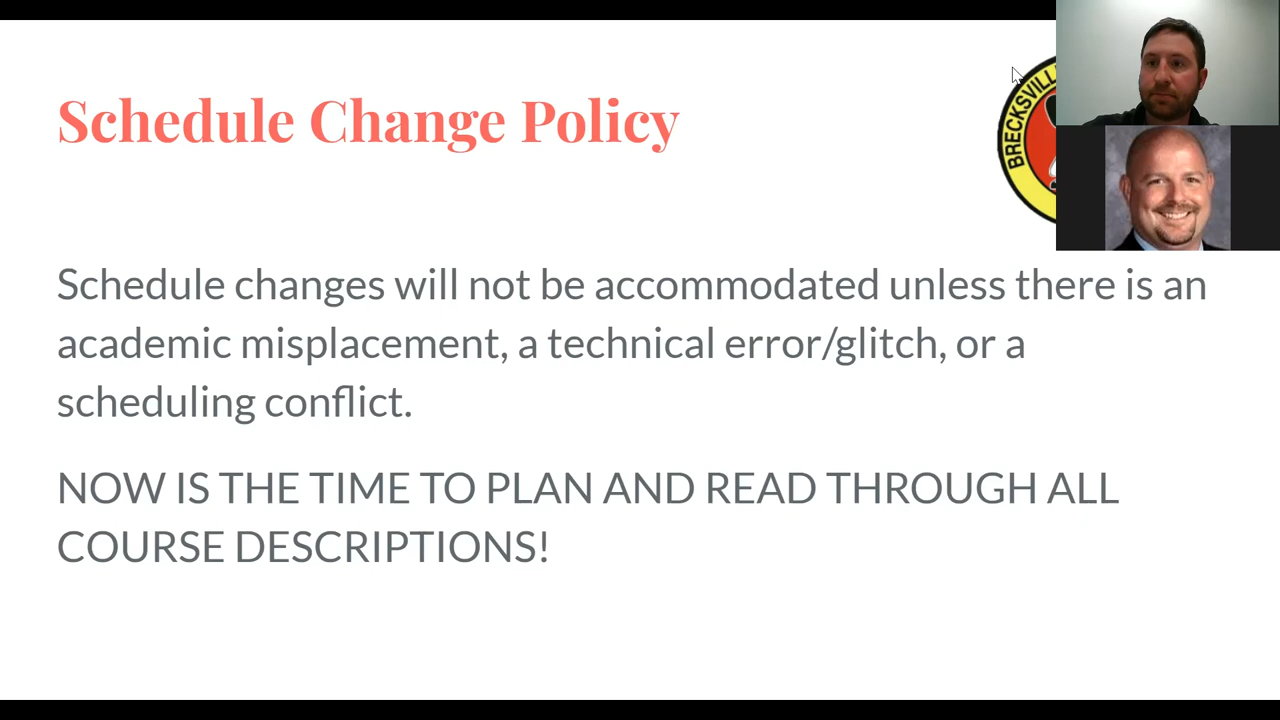 Schedule Change Policy
BRECKSVILL
Schedule changes will not be accommodated unless there is an
academic misplacement, a technical error/glitch, or a
scheduling conflict.
NOW IS THE TIME TO PLAN AND READ THROUGH ALL
COURSE DESCRIPTIONS!